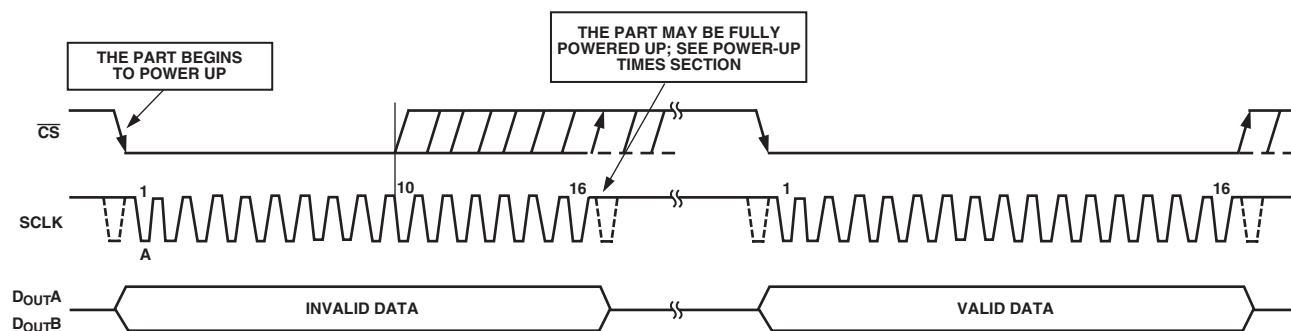 THE PART BEGINS
TO POWER UP
THE PART MAY BE FULLY
POWERED UP; SEE POWER-UP
TIMES SECTION
CS
SCLK
1
10
16
1
16
A
DOUTA
DOUTB
INVALID DATA
VALID DATA